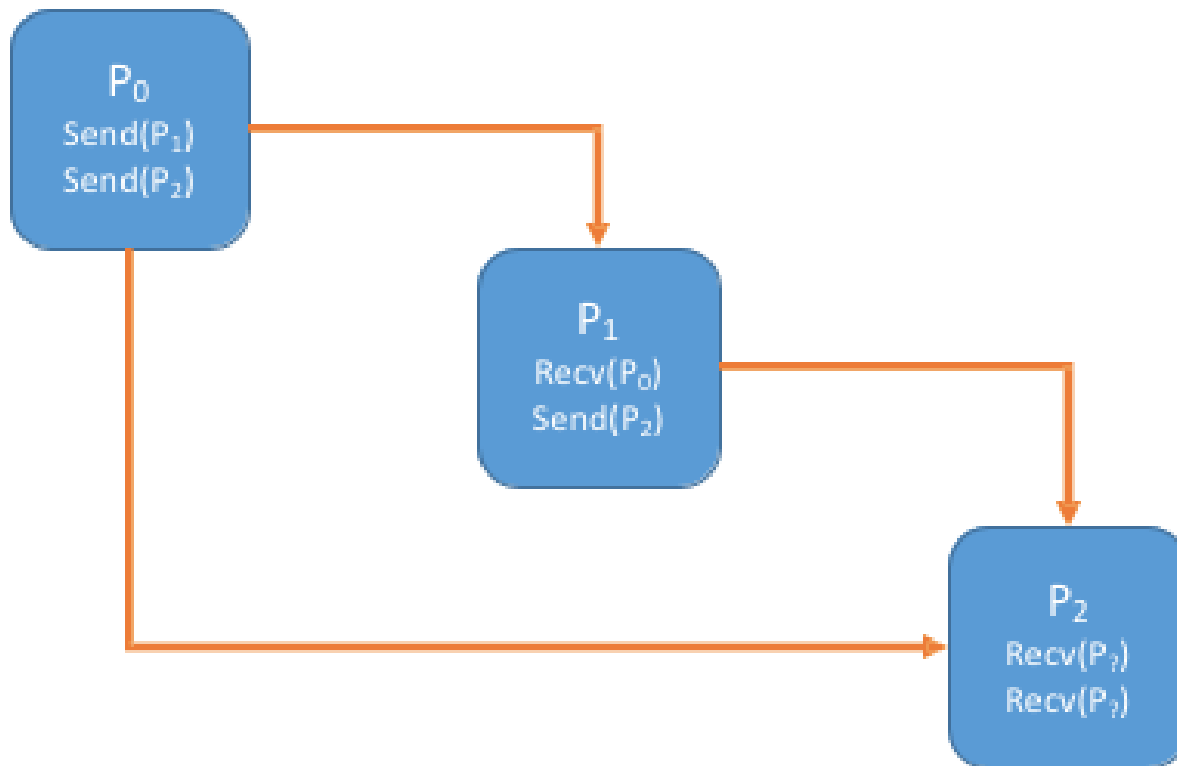 P₀
Send(P₁)
Send(P₂)
P₁
Recv(P₀)
Send(P₂)
P₂
Recv(P?)
Recv(P?)